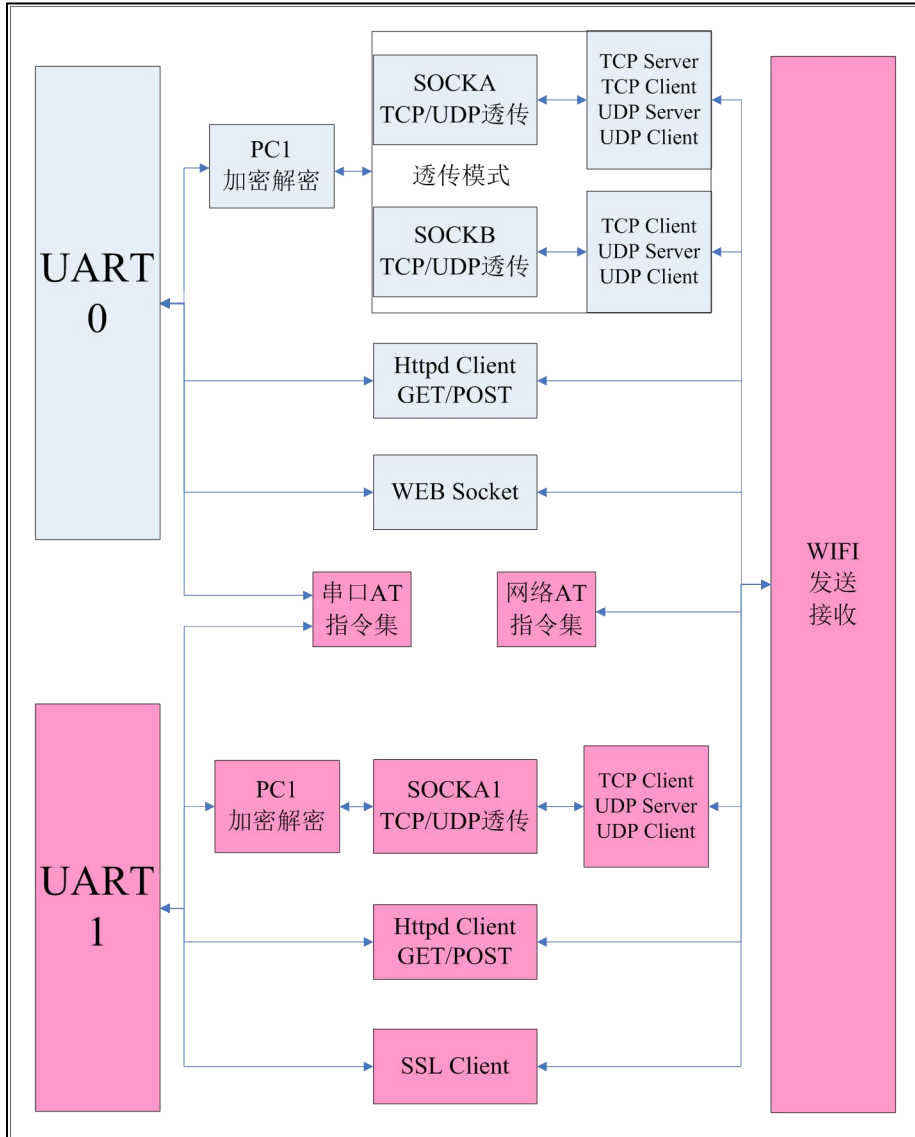 UART
0
PC1
加密解密
SOCKA
TCP/UDP透传
TCP Server
TCP Client
UDP Server
UDP Client
透传模式
SOCKB
TCP/UDP透传
TCP Client
UDP Server
UDP Client
Httpd Client
GET/POST
WEB Socket
串口AT
指令集
网络AT
指令集
WIFI
发送
接收
UART
1
PC1
加密解密
SOCKA1
TCP/UDP透传
TCP Client
UDP Server
UDP Client
Httpd Client
GET/POST
SSL Client